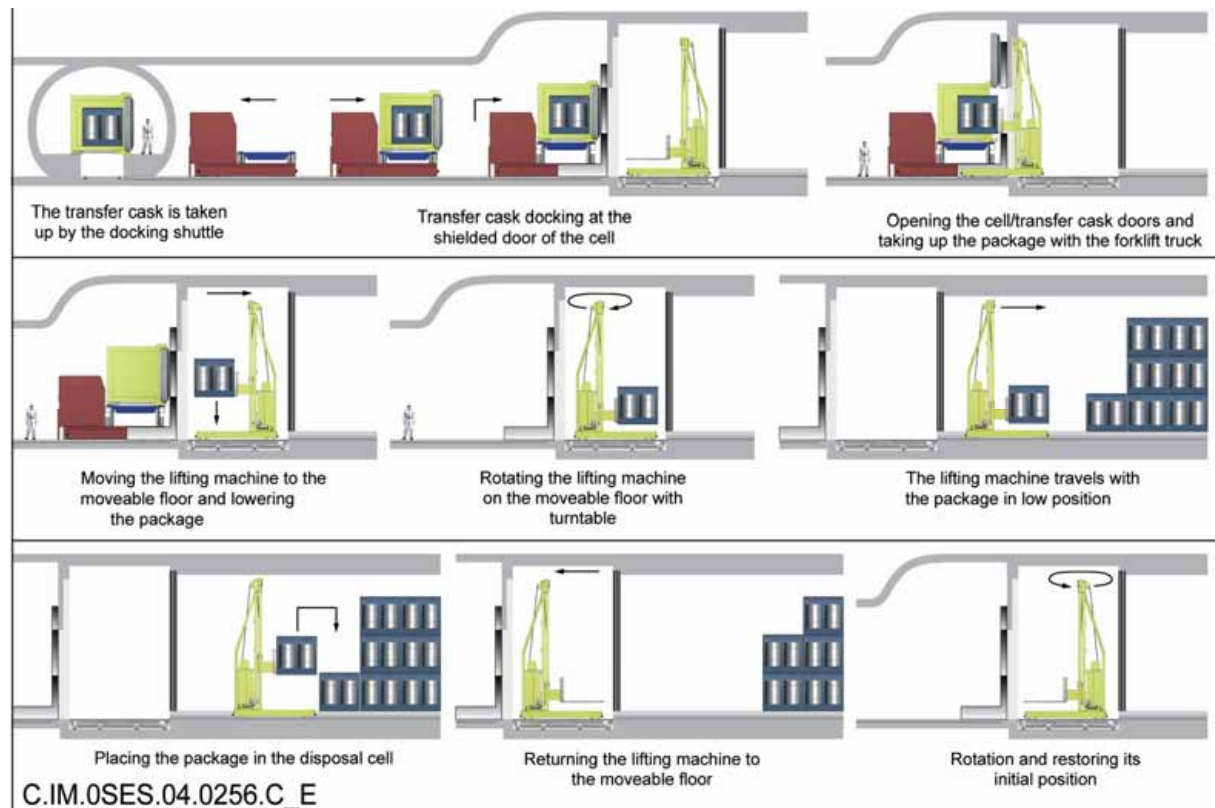 The transfer cask is taken
up by the docking shuttle
Transfer cask docking at the
shielded door of the cell
Opening the cell/transfer cask doors and
taking up the package with the forklift truck
Moving the lifting machine to the
moveable floor and lowering
the package
Rotating the lifting machine
on the moveable floor with
turntable
The lifting machine travels with
the package in low position
Placing the package in the disposal cell
Returning the lifting machine to
the moveable floor
Rotation and restoring its
initial position
C.IM.0SES.04.0256.C_E